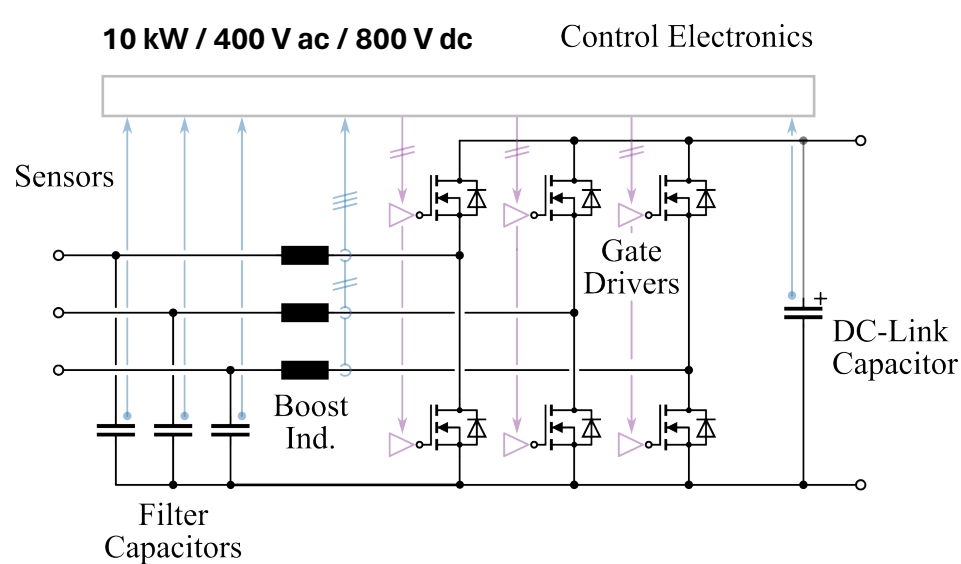 10 kW / 400 V ac / 800 V dc
Control Electronics
Sensors
Gate
Drivers
+
DC-Link
Capacitor
Boost
Ind.
Filter
Capacitors